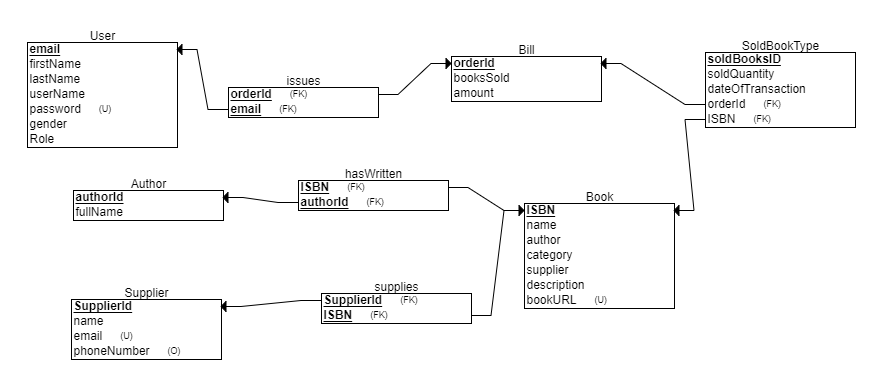 User
email
firstName
lastName
userName
password (U)
gender
Role
issues
orderId (FK)
email (FK)
Bill
orderId
booksSold
amount
SoldBookType
soldBooksID
soldQuantity
dateOfTransaction
orderId (FK)
ISBN (FK)
Author
authorId
fullName
hasWritten
ISBN (FK)
authorId (FK)
Book
ISBN
name
author
category
supplier
description
bookURL (U)
Supplier
SupplierId
name
email (U)
phoneNumber (O)
supplies
SupplierId (FK)
ISBN (FK)